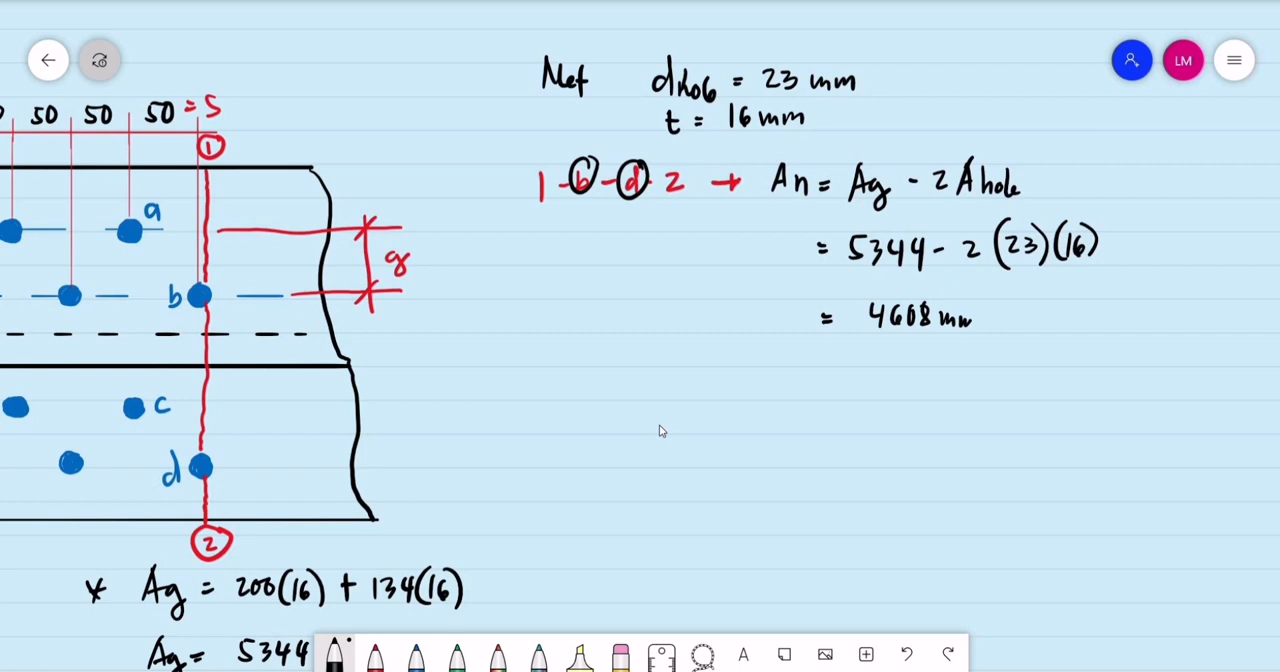 50 50 50 = S
1
a
g
b
c
d
2
* Ag = 200(16) + 134(16)
Ag = 5344
Net dhole = 23 mm
t = 16 mm
1-b-d-2 → An = Ag - 2 Ahole
= 5344 - 2 (23)(16)
= 4608 mm
LM
A